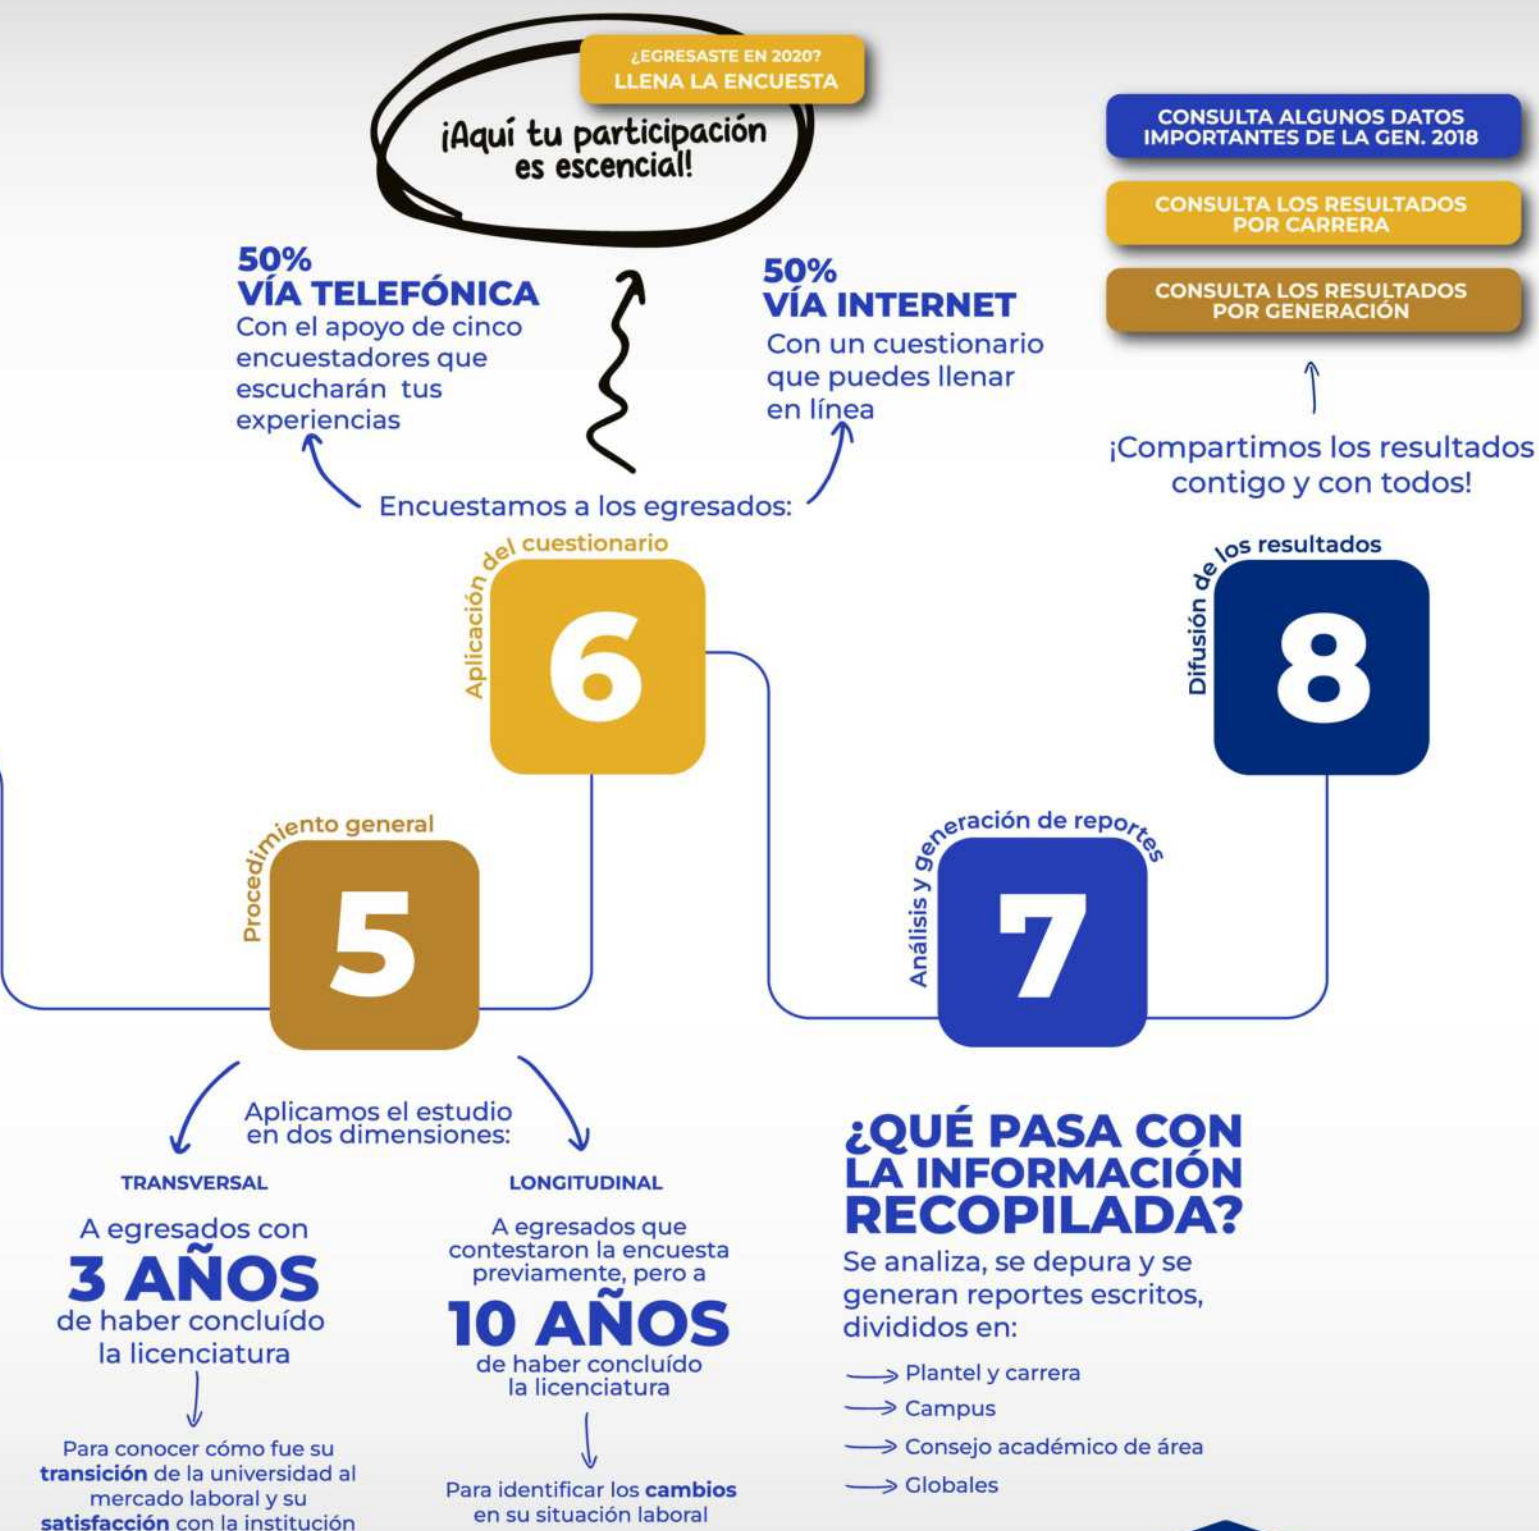 ¿EGRESASTE EN 2020?
LLENA LA ENCUESTA
¡Aquí tu participación
es escencial!
50%
VÍA TELEFÓNICA
Con el apoyo de cinco
encuestadores que
escucharán tus
experiencias
50%
VÍA INTERNET
Con un cuestionario
que puedes llenar
en línea
Encuestamos a los egresados:
Aplicación del cuestionario
6
CONSULTA ALGUNOS DATOS
IMPORTANTES DE LA GEN. 2018
CONSULTA LOS RESULTADOS
POR CARRERA
CONSULTA LOS RESULTADOS
POR GENERACIÓN
¡Compartimos los resultados
contigo y con todos!
Difusión de los resultados
8
Procedimiento general
5
Aplicamos el estudio
en dos dimensiones:
TRANSVERSAL
A egresados con
3 AÑOS
de haber concluído
la licenciatura
Para conocer cómo fue su
transición de la universidad al
mercado laboral y su
satisfacción con la institución
LONGITUDINAL
A egresados que
contestaron la encuesta
previamente, pero a
10 AÑOS
de haber concluído
la licenciatura
Para identificar los cambios
en su situación laboral
Análisis y generación de reportes
7
¿QUÉ PASA CON
LA INFORMACIÓN
RECOPILADA?
Se analiza, se depura y se
generan reportes escritos,
divididos en:
Plantel y carrera
Campus
Consejo académico de área
Globales